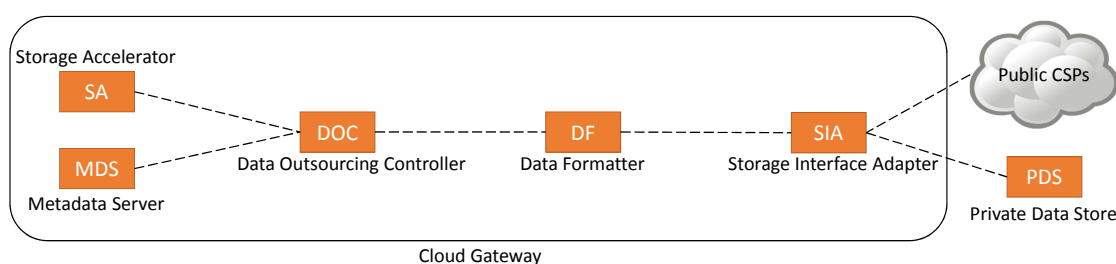 Storage Accelerator
SA
MDS
Metadata Server
DOC
Data Outsourcing Controller
DF
Data Formatter
SIA
Storage Interface Adapter
Public CSPs
PDS
Private Data Store
Cloud Gateway